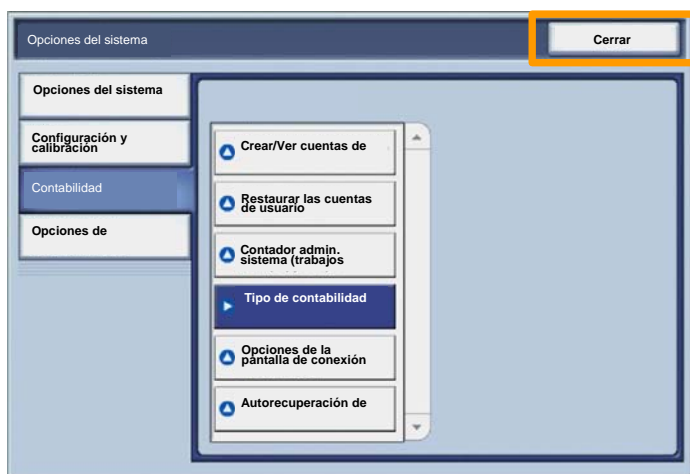 Opciones del sistema
Cerrar
Opciones del sistema
Configuración y
calibración
Contabilidad
Opciones de
Crear/Ver cuentas de
Restaurar las cuentas
de usuario
Contador admin.
sistema (trabajos
Tipo de contabilidad
Opciones de la
pantalla de conexión
Autorecuperación de